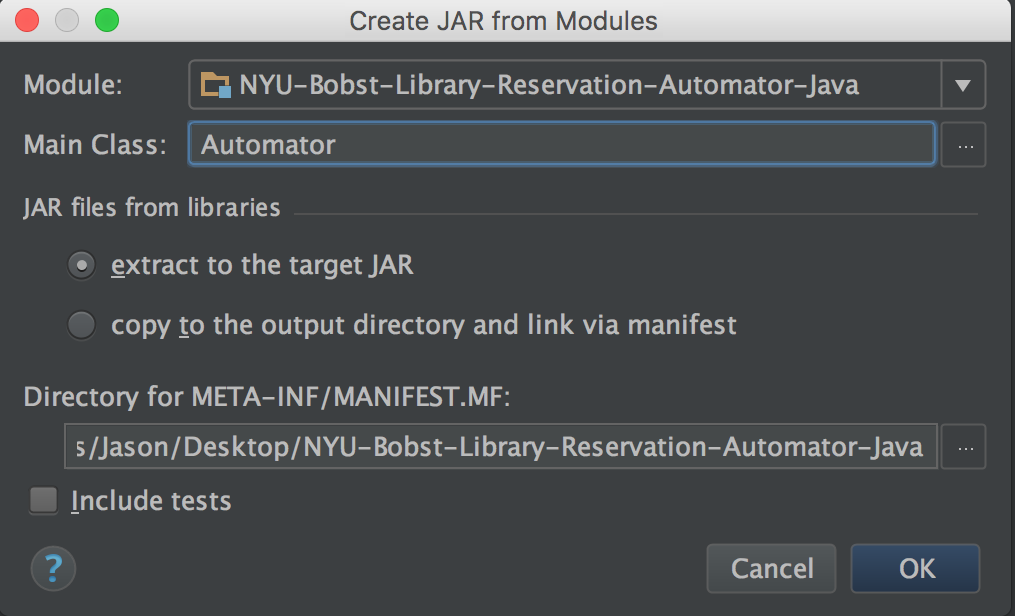 Create JAR from Modules
Module: NYU-Bobst-Library-Reservation-Automator-Java
Main Class: Automator ...
JAR files from libraries
extract to the target JAR
copy to the output directory and link via manifest
Directory for META-INF/MANIFEST.MF:
s/Jason/Desktop/NYU-Bobst-Library-Reservation-Automator-Java ...
Include tests
? Cancel OK